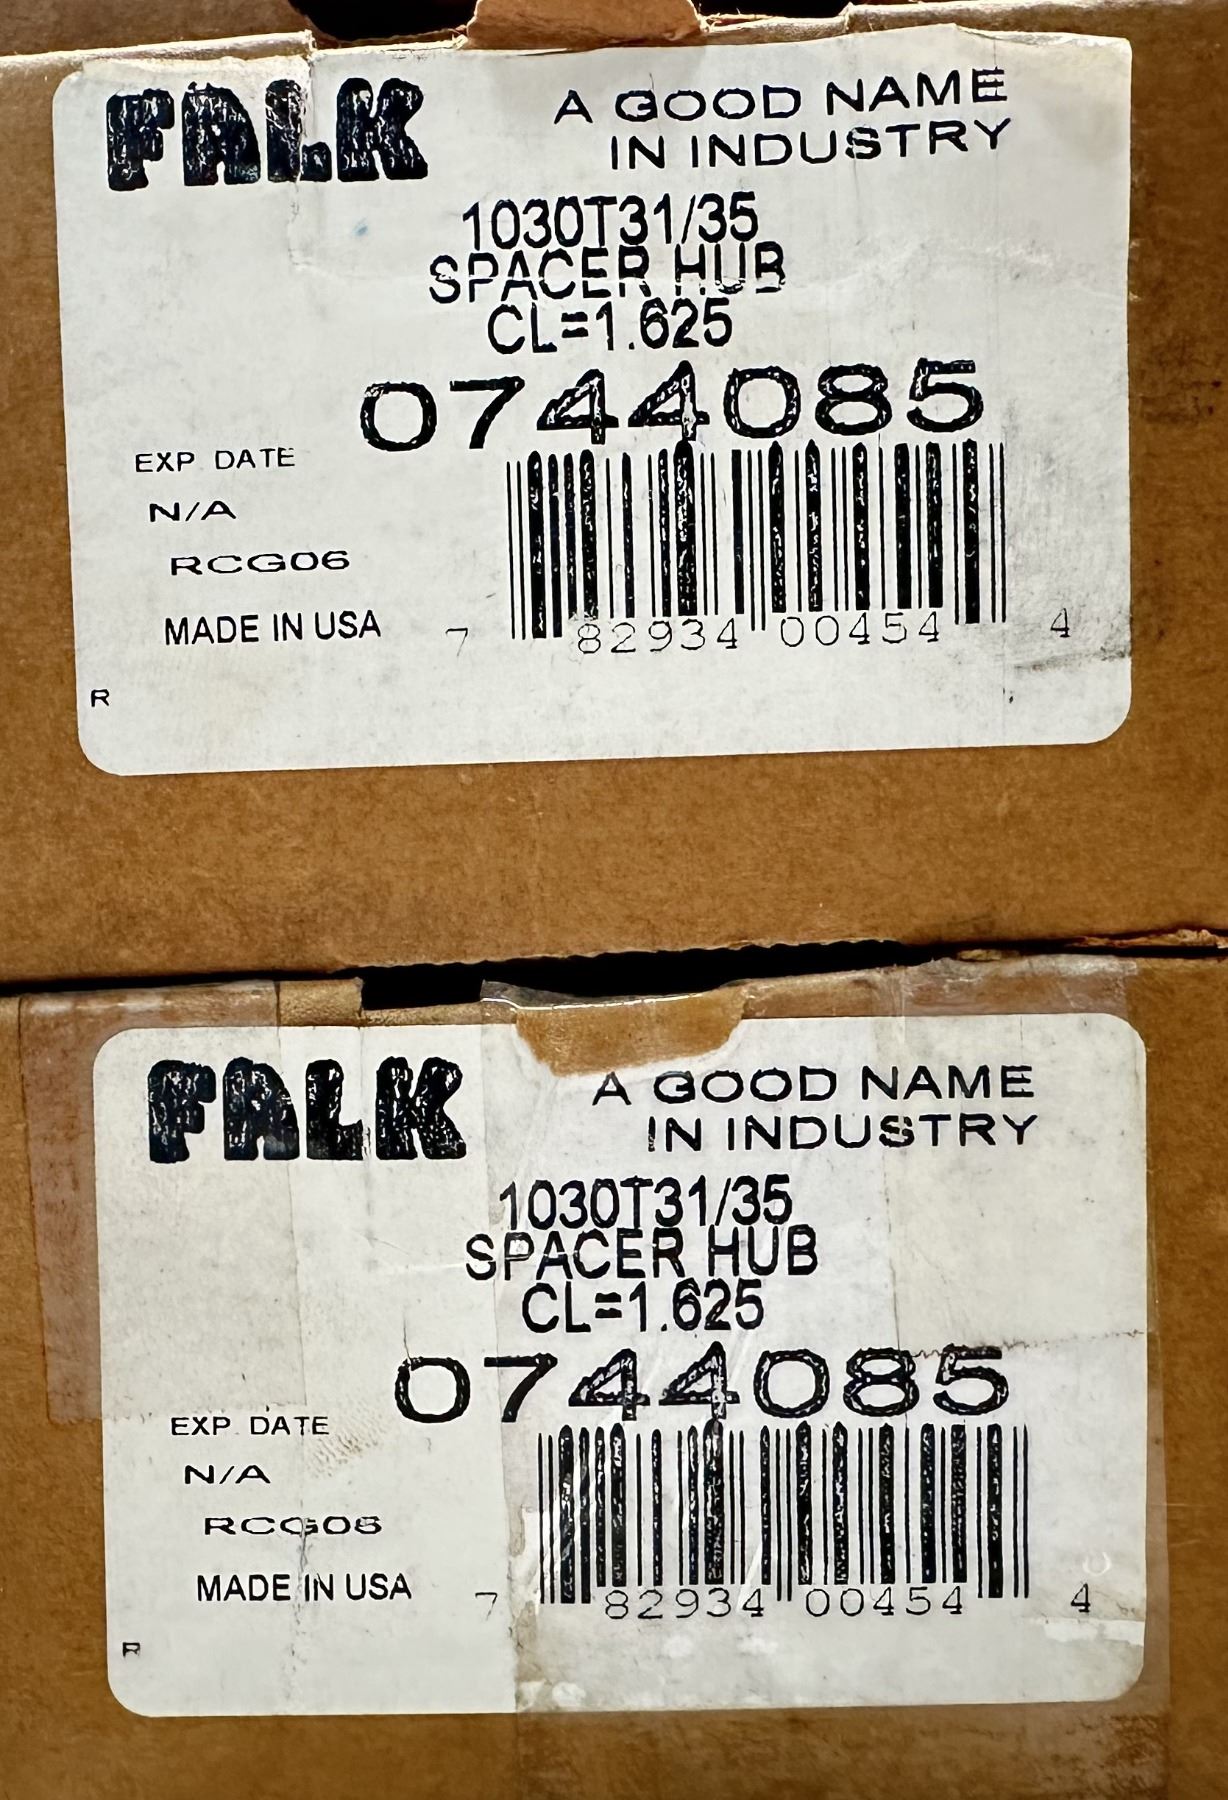 FALK
A GOOD NAME
IN INDUSTRY
1030T31/35
SPACER HUB
CL=1.625
0744085
EXP DATE
N/A
RCG06
MADE IN USA
7 82934 00454 4
R
FALK
A GOOD NAME
IN INDUSTRY
1030T31/35
SPACER HUB
CL=1.625
0744085
EXP DATE
N/A
RCG06
MADE IN USA
7 82934 00454 4
R